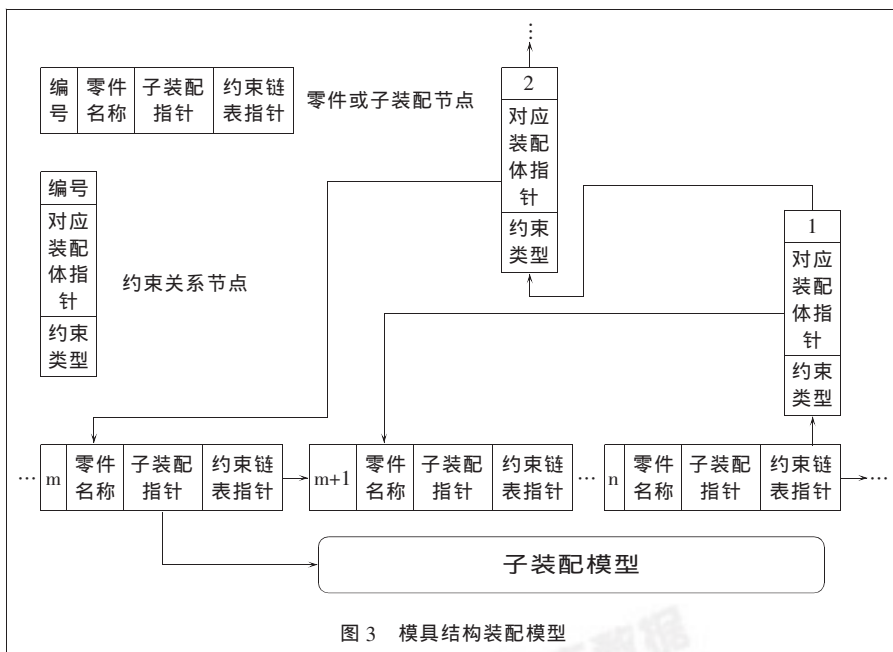 ⋮
编号
零件名称
子装配指针
约束链表指针
零件或子装配节点
2
对应装配体指针
约束类型
编号
对应装配体指针
约束类型
约束关系节点
1
对应装配体指针
约束类型
… m
零件名称
子装配指针
约束链表指针
m+1
零件名称
子装配指针
约束链表指针
… n
零件名称
子装配指针
约束链表指针
…
子装配模型
图 3 模具结构装配模型
数据